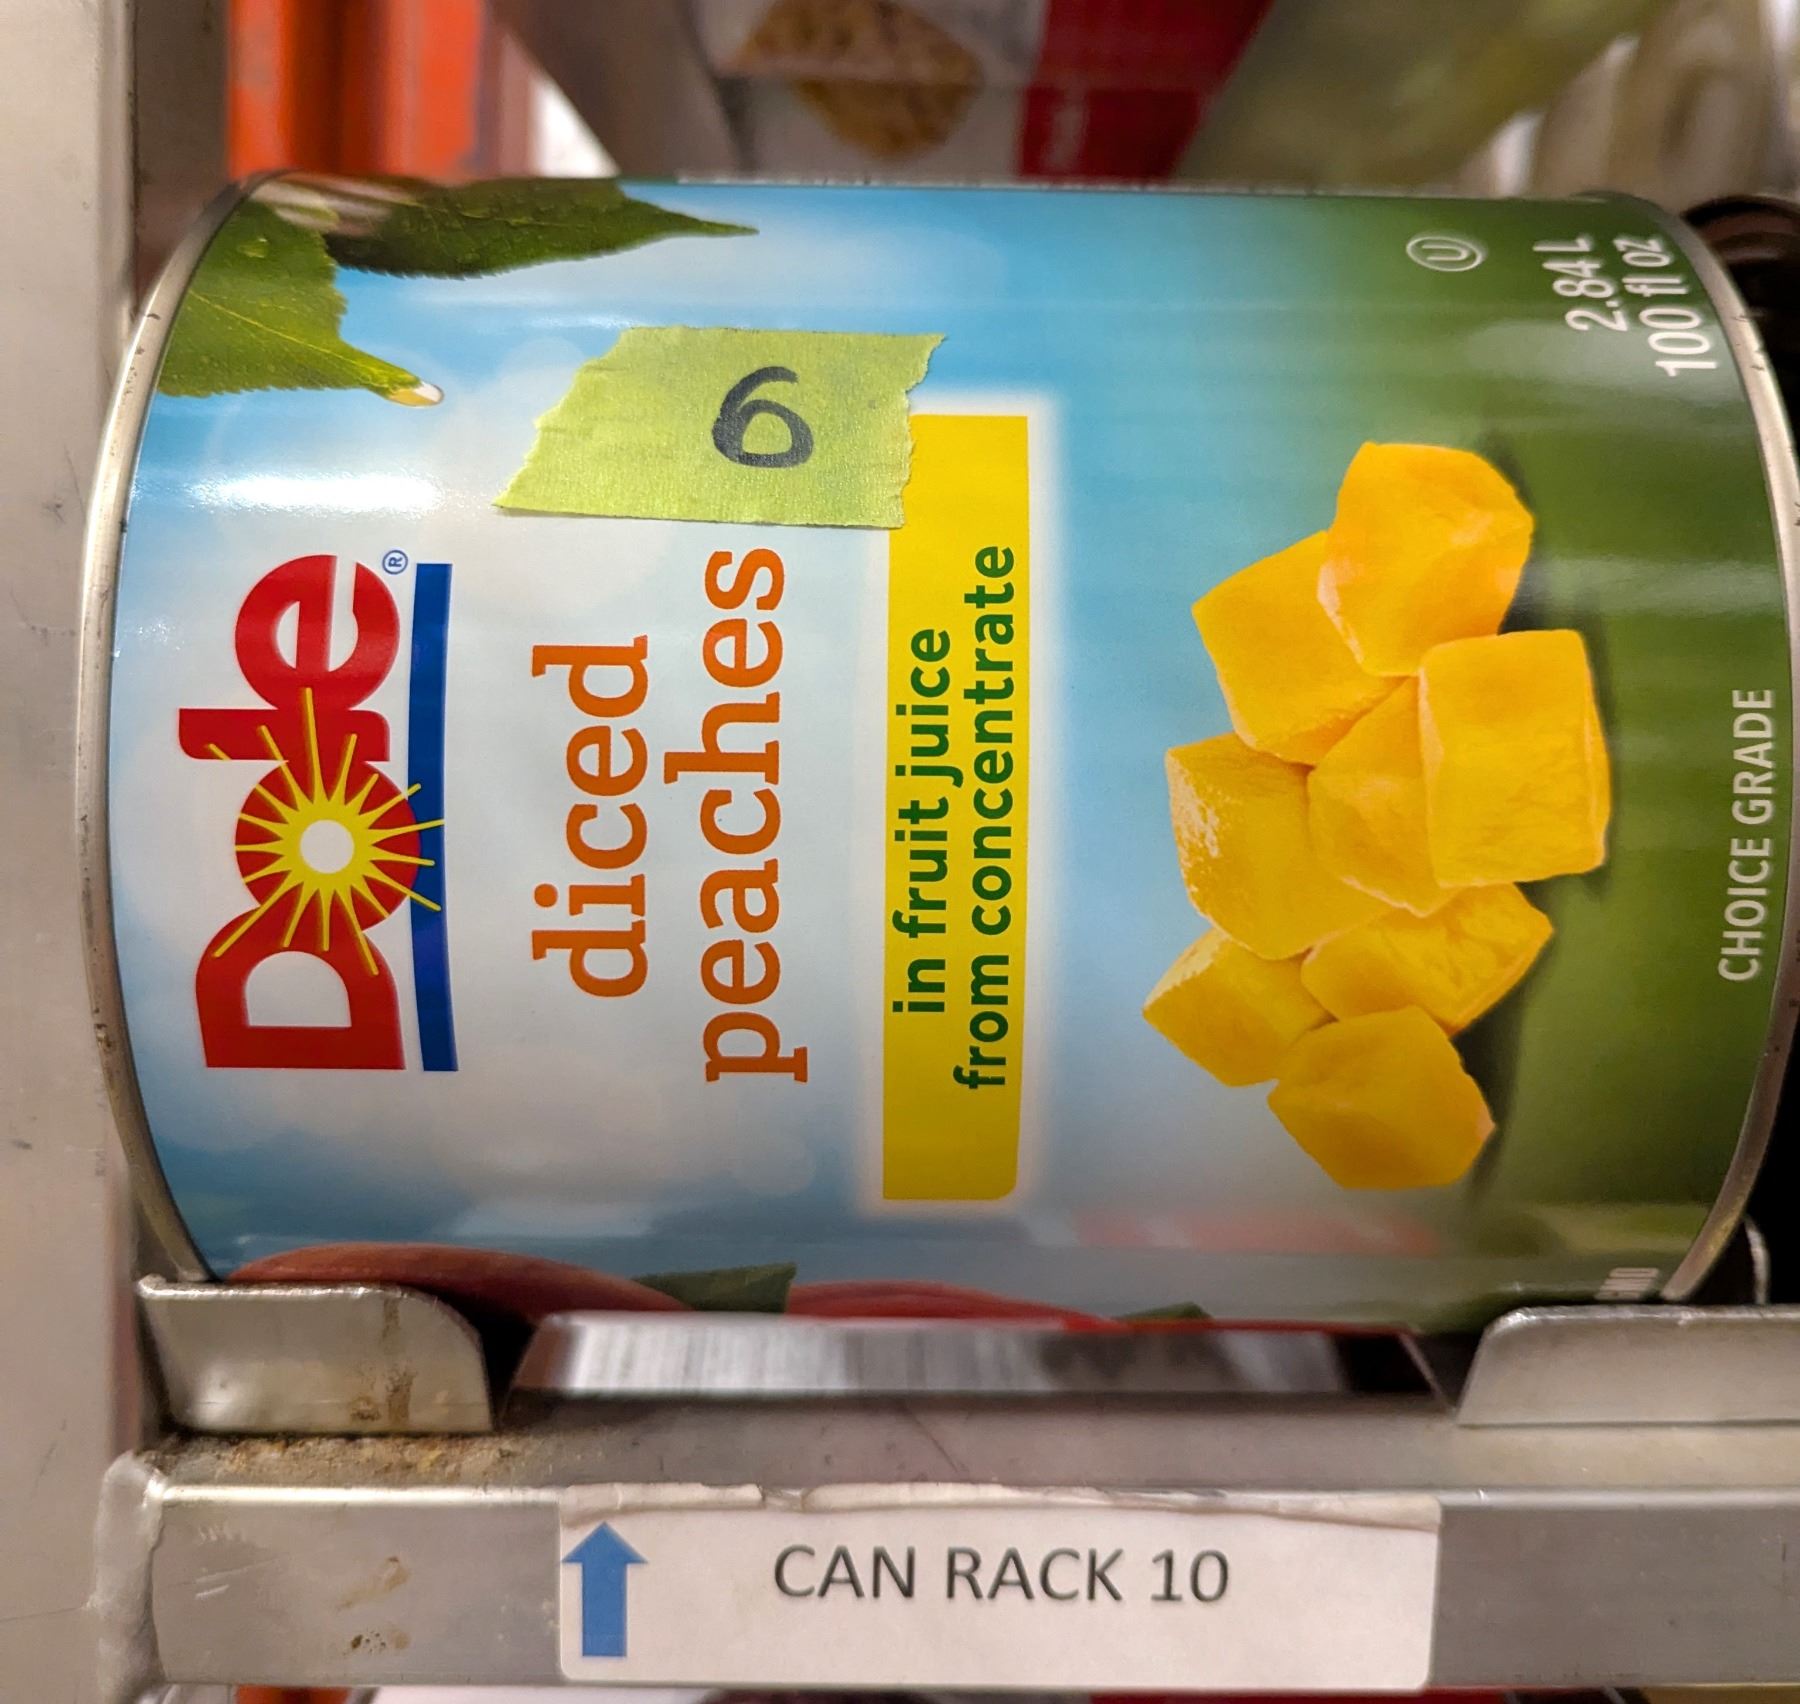 Dole®
diced
peaches
6
in fruit juice
from concentrate
U
2.84 L
100 fl oz
CHOICE GRADE
CAN RACK 10